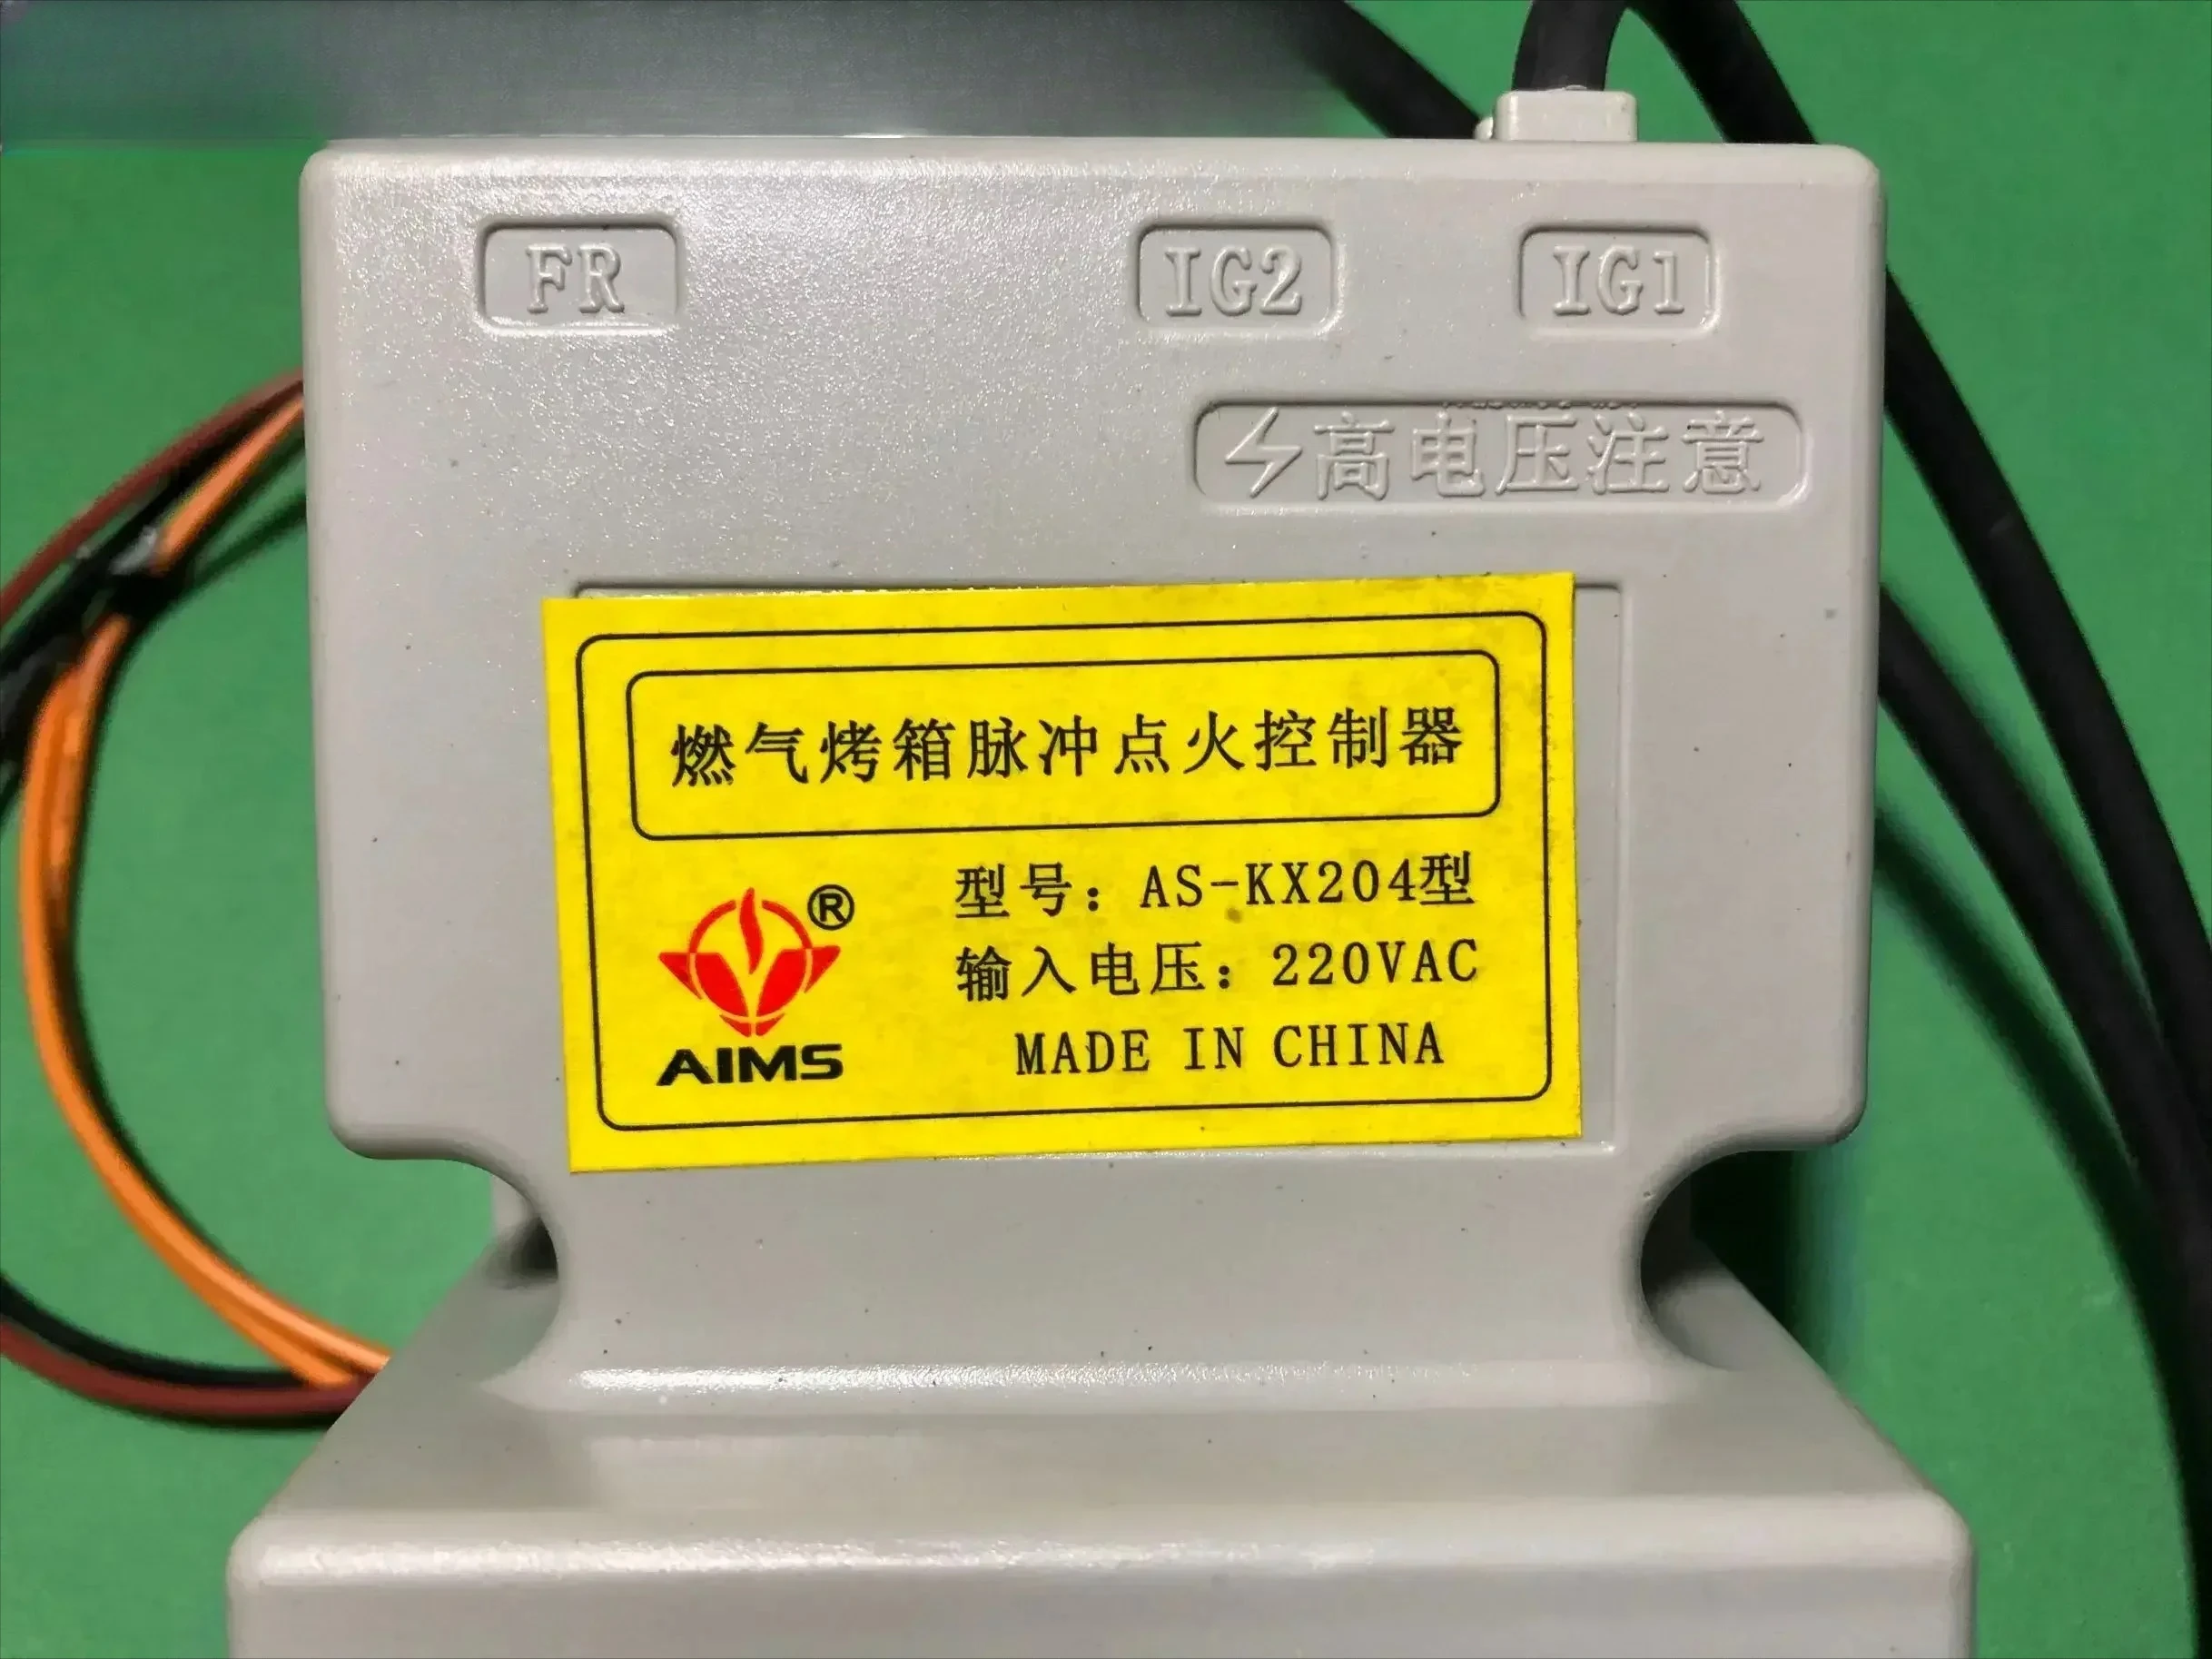 FR
IG2
IG1
高电压注意
燃气烤箱脉冲点火控制器
型号：AS-KX204型
输入电压：220VAC
MADE IN CHINA
®
AIMS